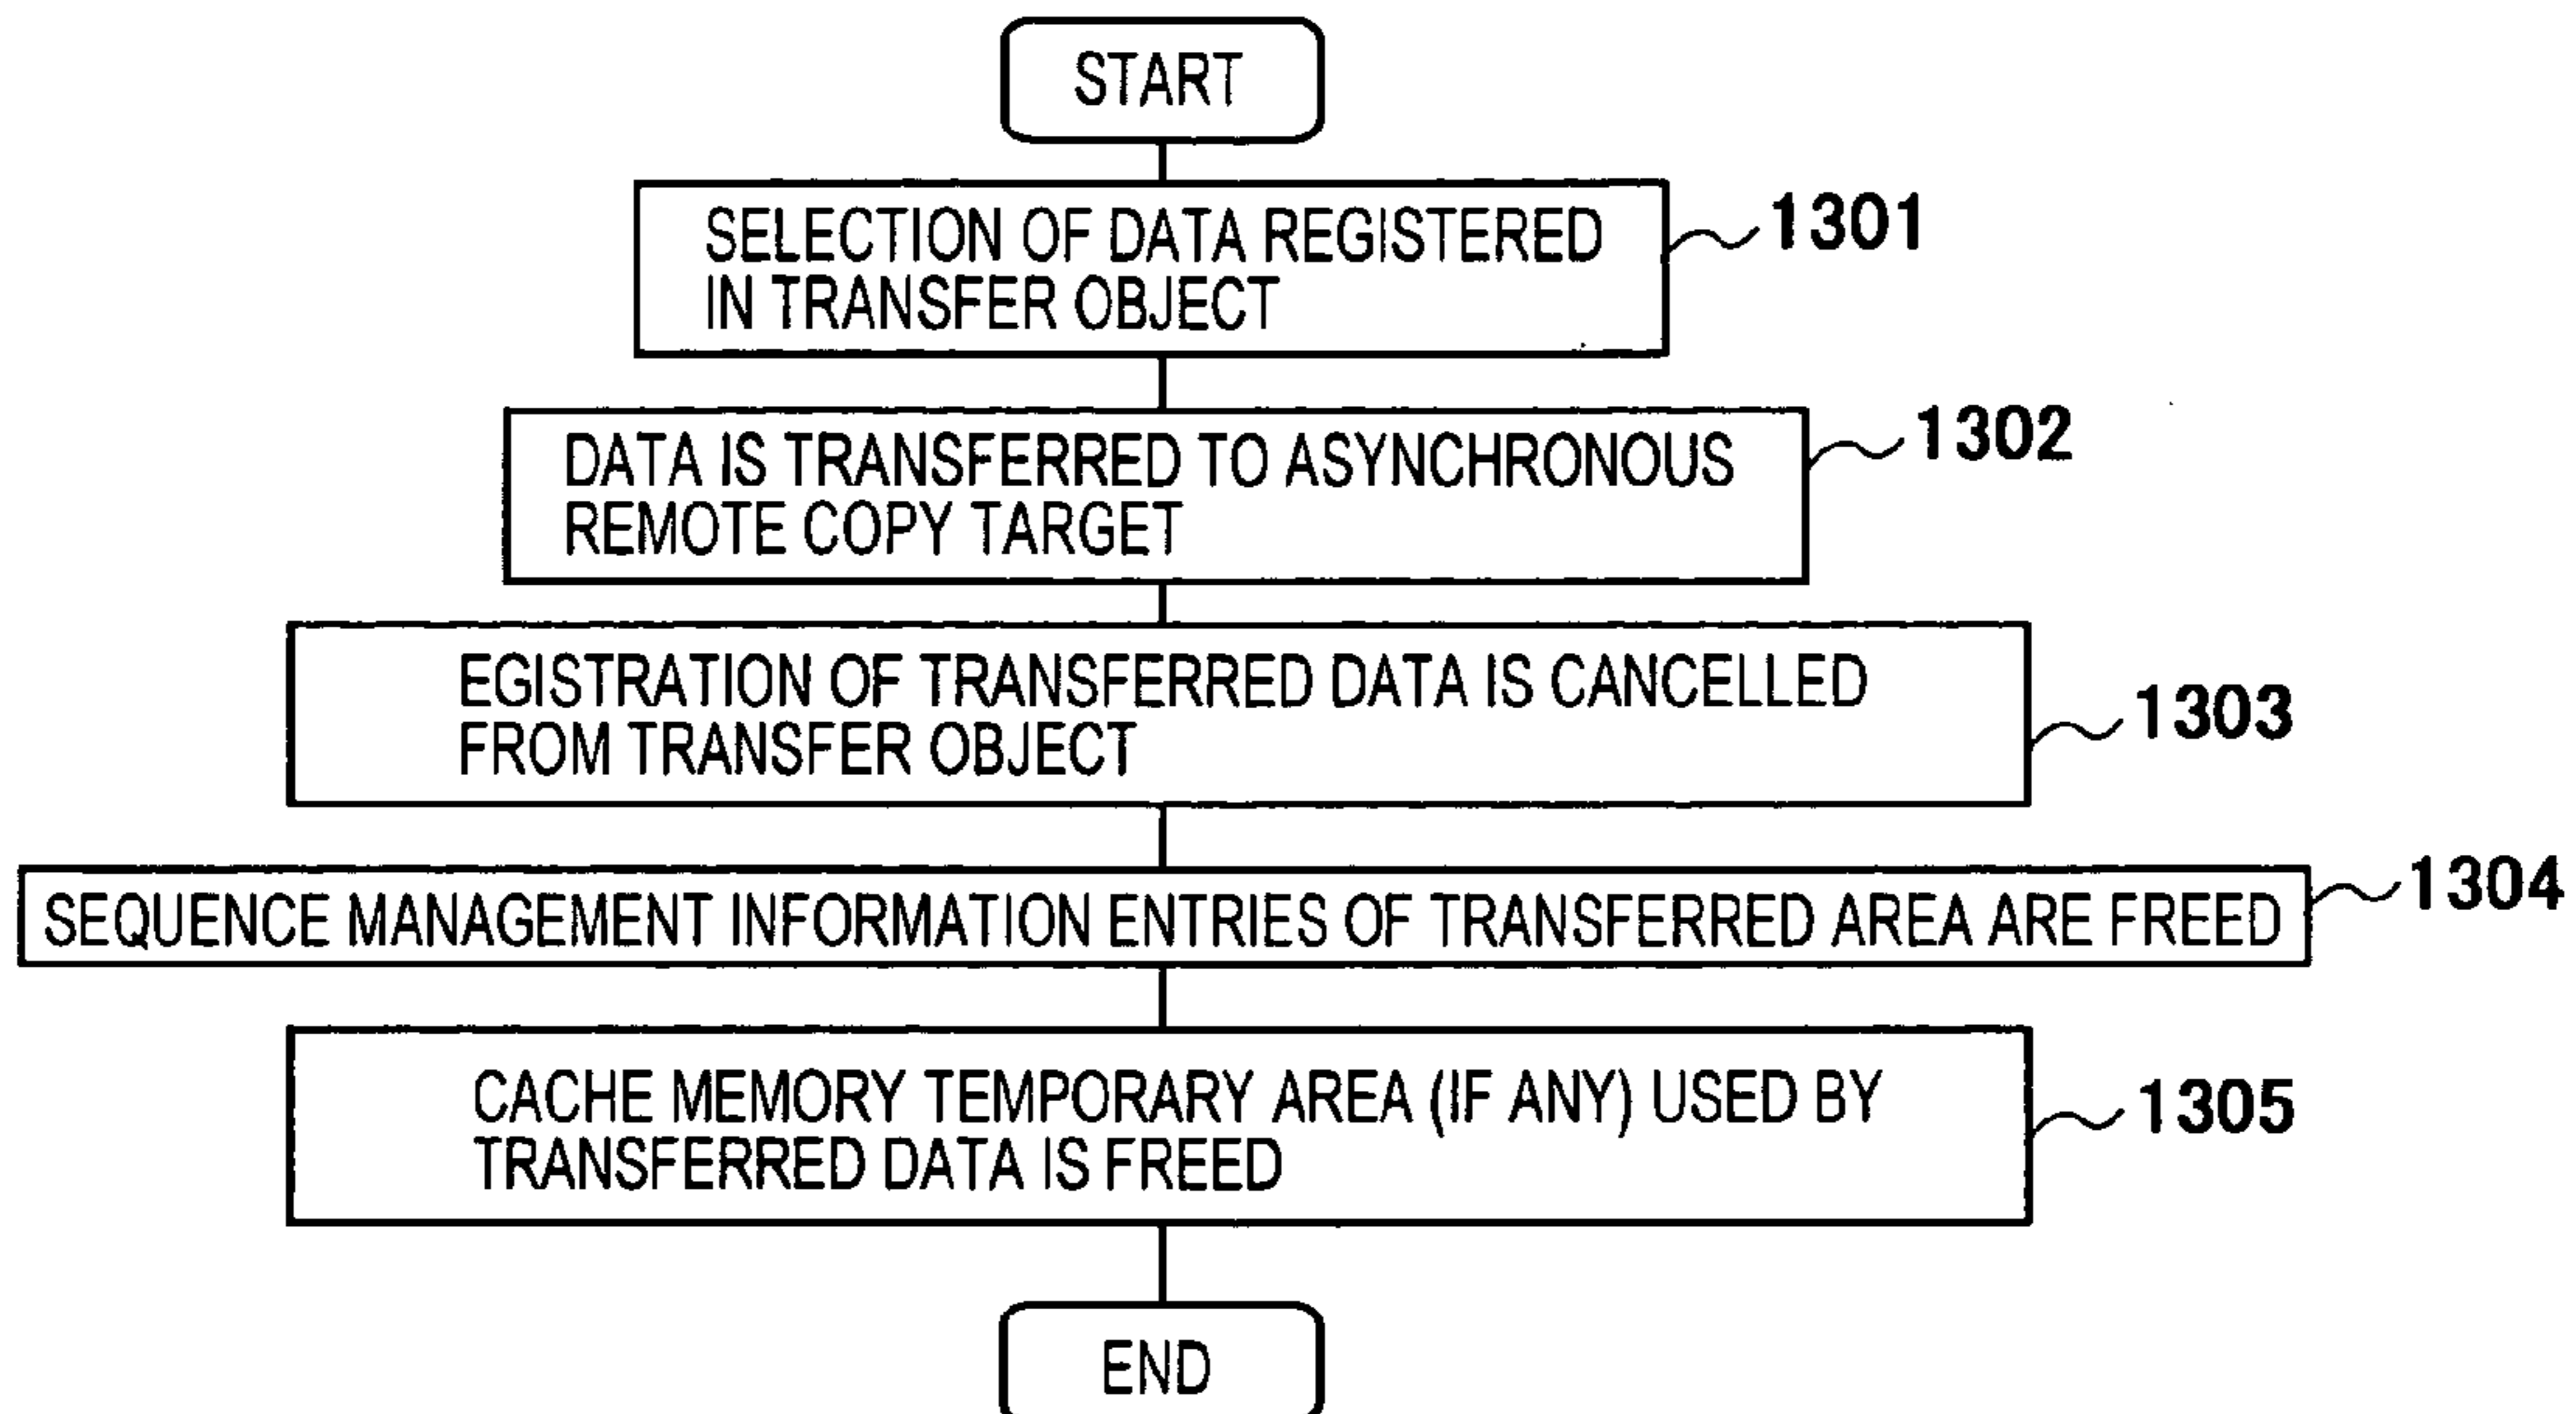 START
SELECTION OF DATA REGISTERED
IN TRANSFER OBJECT
1301
DATA IS TRANSFERRED TO ASYNCHRONOUS
REMOTE COPY TARGET
1302
EGISTRATION OF TRANSFERRED DATA IS CANCELLED
FROM TRANSFER OBJECT
1303
SEQUENCE MANAGEMENT INFORMATION ENTRIES OF TRANSFERRED AREA ARE FREED
1304
CACHE MEMORY TEMPORARY AREA (IF ANY) USED BY
TRANSFERRED DATA IS FREED
1305
END